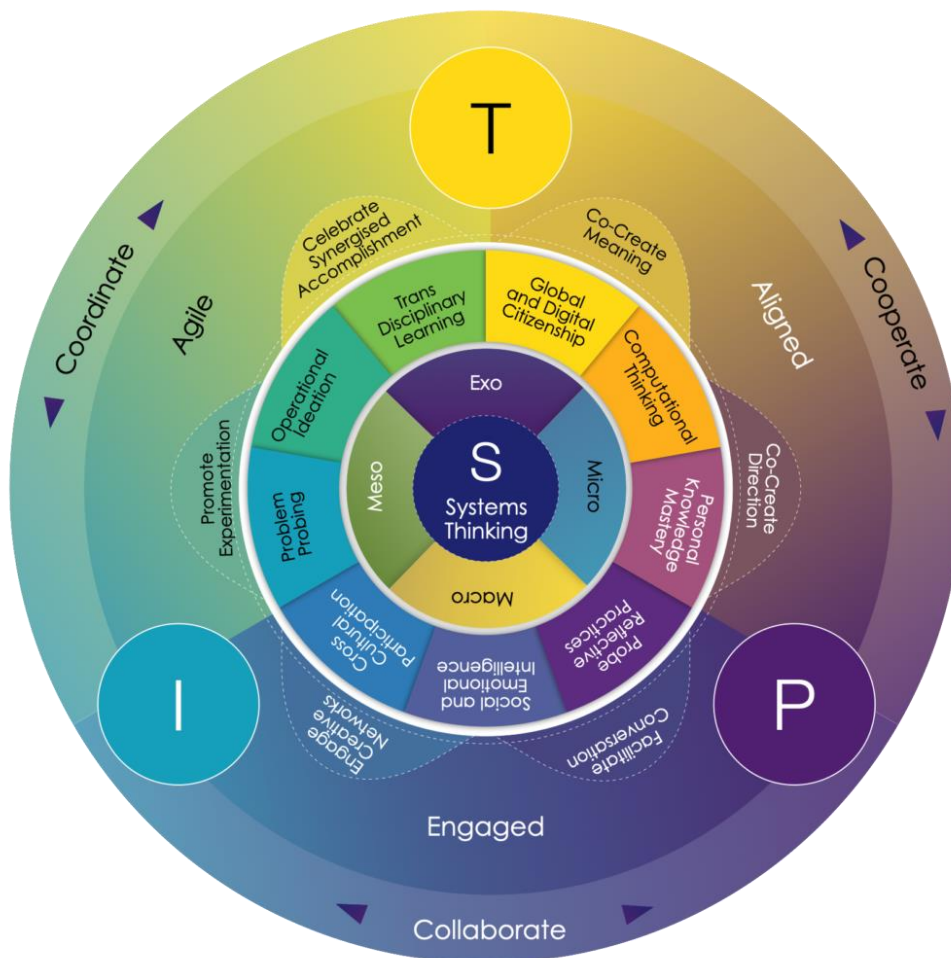 T
Coordinate
Agile
Aligned
Cooperate
Celebrate
Synergised
Accomplishment
Co-Create
Meaning
Promote
Experimentation
Co-Create
Direction
Trans
Disciplinary
Learning
Global
and Digital
Citizenship
Operational
Ideation
Computational
Thinking
Problem
Probing
Personal
Knowledge
Mastery
Exo
Meso
Micro
S
Systems
Thinking
Macro
Cross
Cultural
Participation
Social and
Emotional
Intelligence
Probe
Reflective
Practices
Engage
Creative
Networks
Facilitate
Conversation
I
P
Engaged
Collaborate